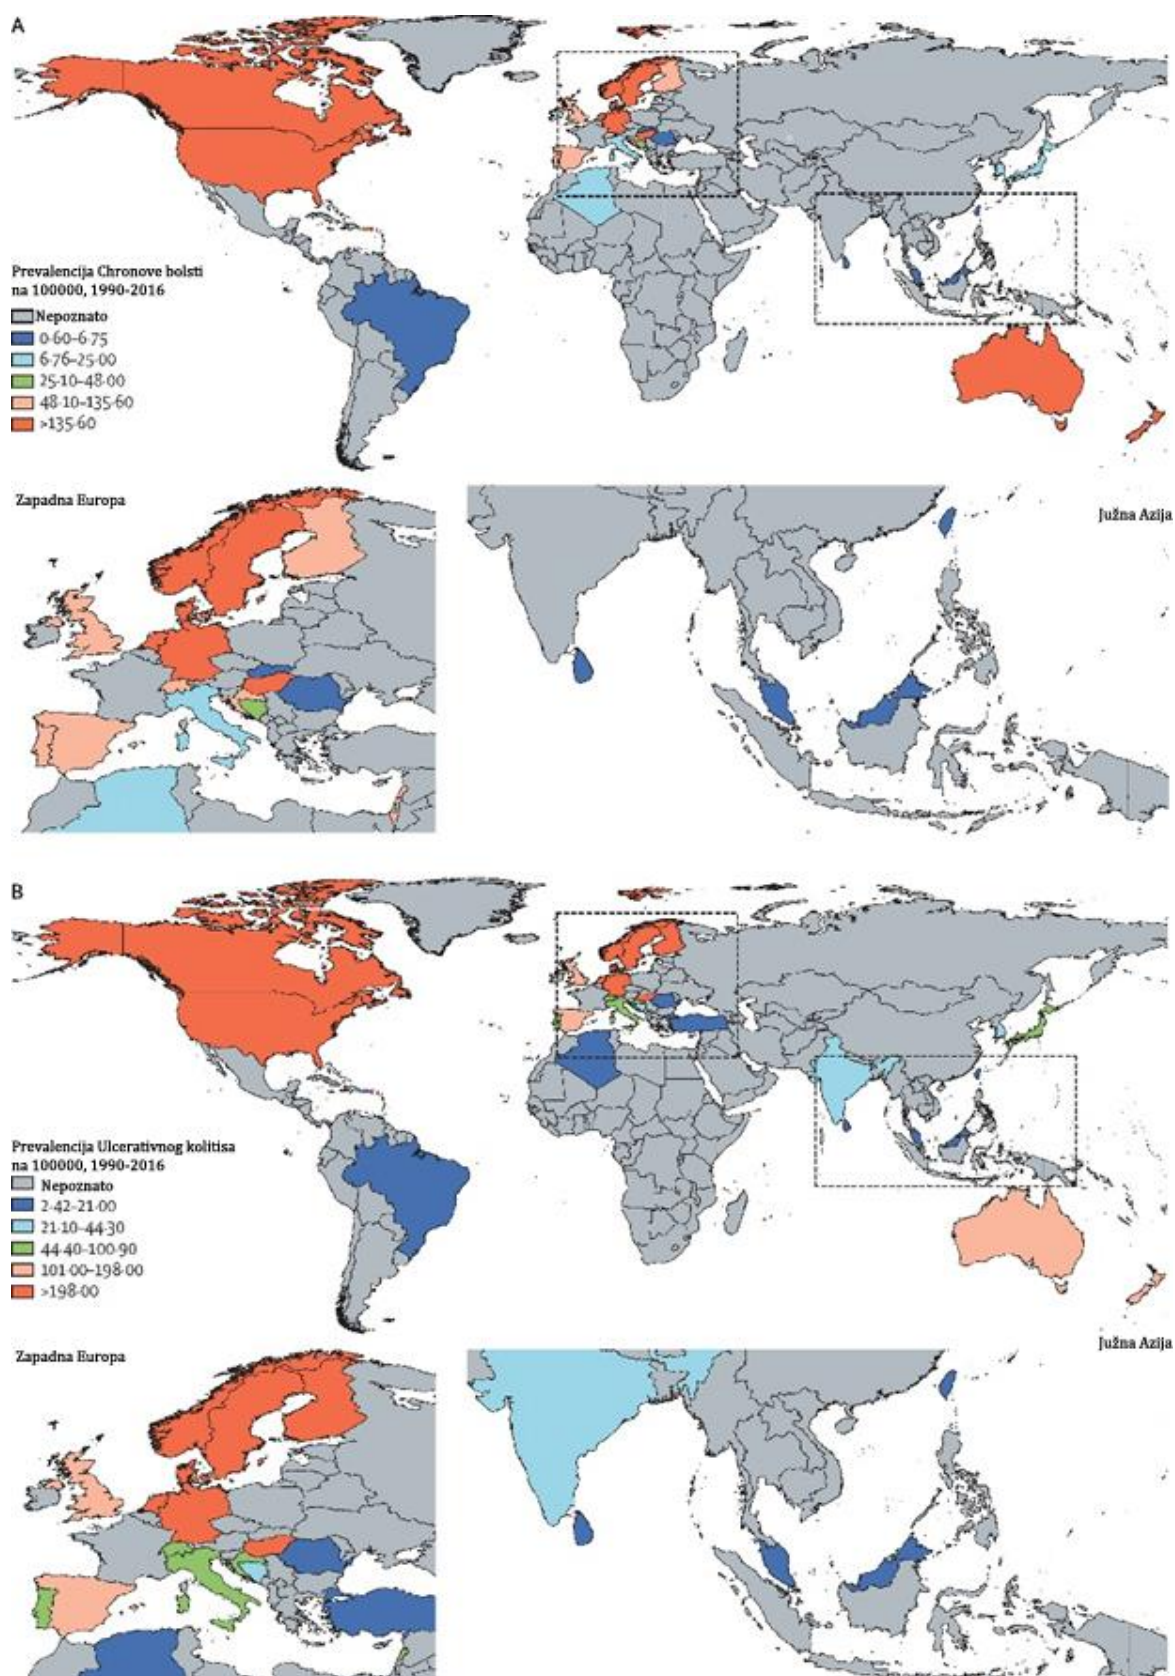 A
Prevalencija Chronove bolsti
na 100000, 1990-2016
Nepoznato
0·60–6·75
6·76–25·00
25·10–48·00
48·10–135·60
>135·60
Zapadna Europa
Južna Azija
B
Prevalencija Ulcerativnog kolitisa
na 100000, 1990-2016
Nepoznato
2·42-21·00
21·10–44·30
44·40–100·90
101·00–198·00
>198·00
Zapadna Europa
Južna Azija